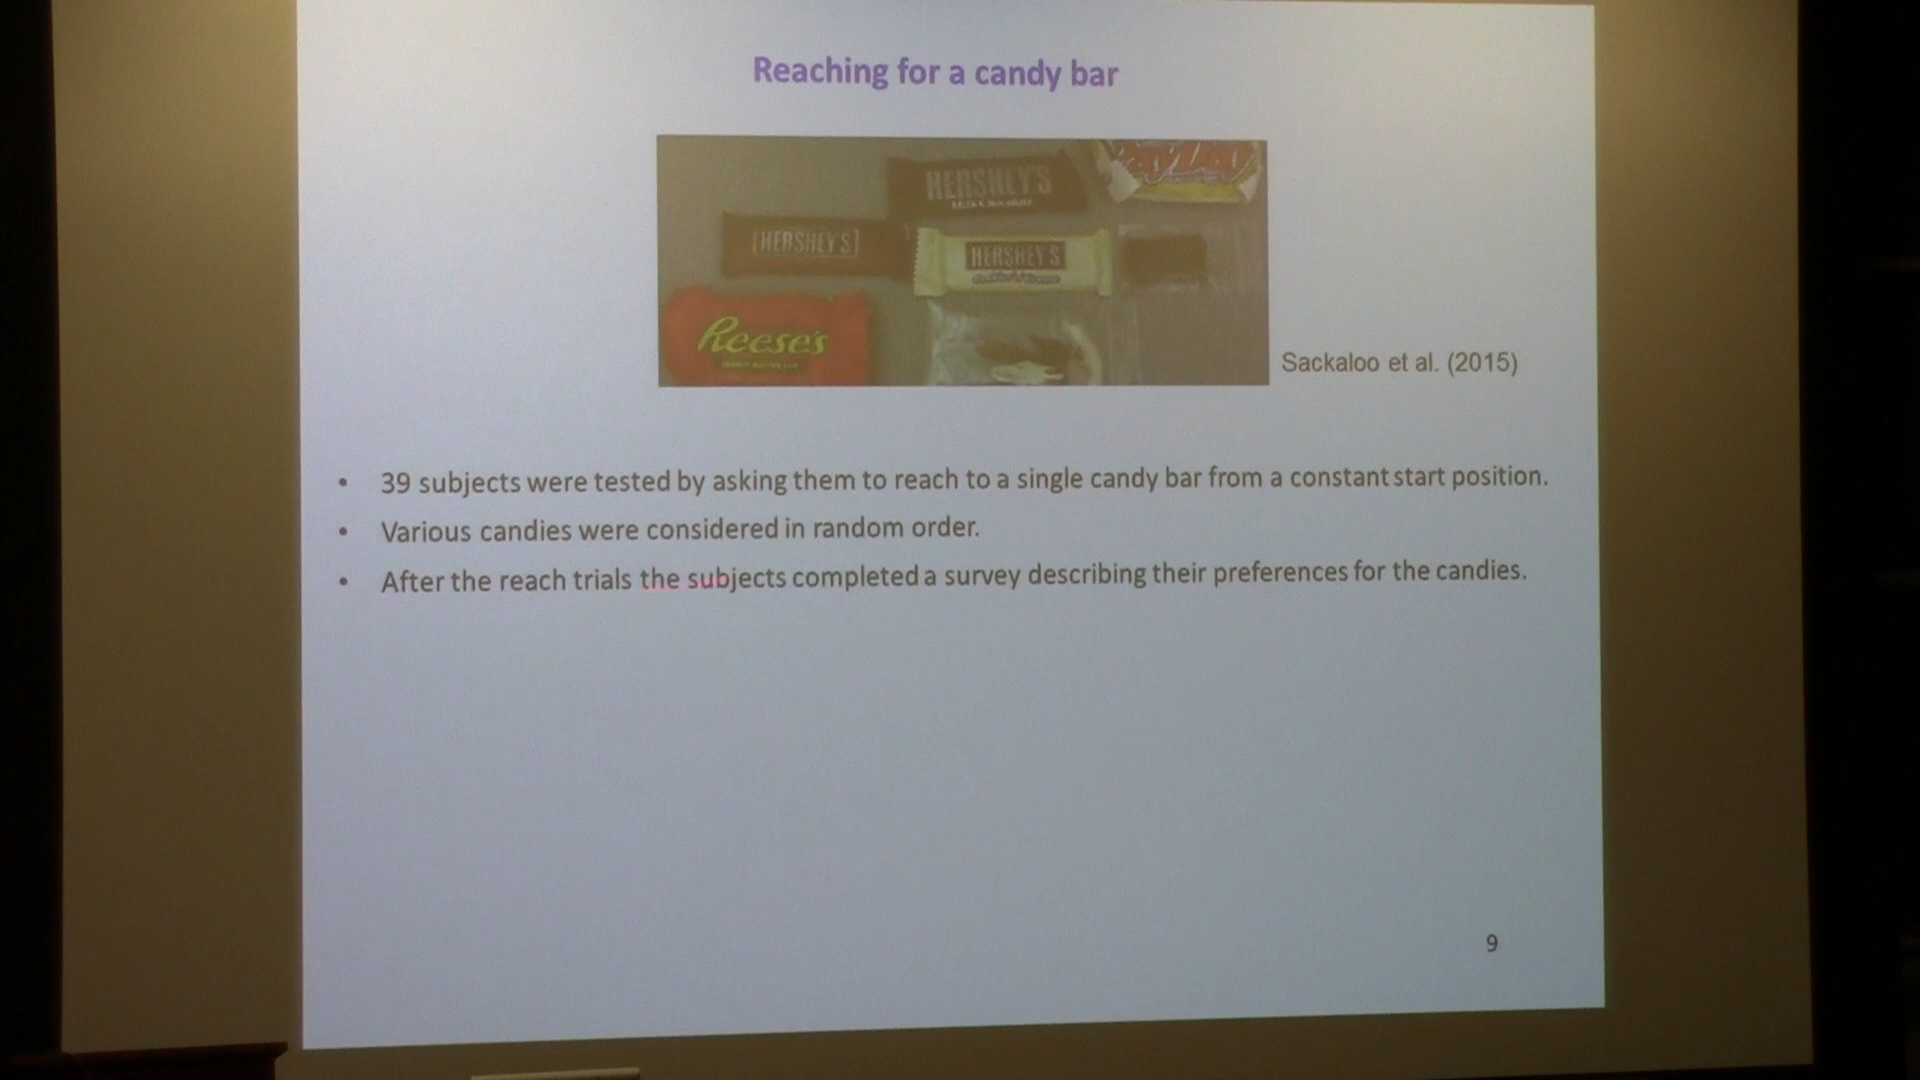 Reaching for a candy bar
HERSHEY'S
Milk Chocolate
HERSHEY'S
HERSHEY'S
Reese's
Sackaloo et al. (2015)
• 39 subjects were tested by asking them to reach to a single candy bar from a constant start position.
• Various candies were considered in random order.
• After the reach trials the subjects completed a survey describing their preferences for the candies.
9